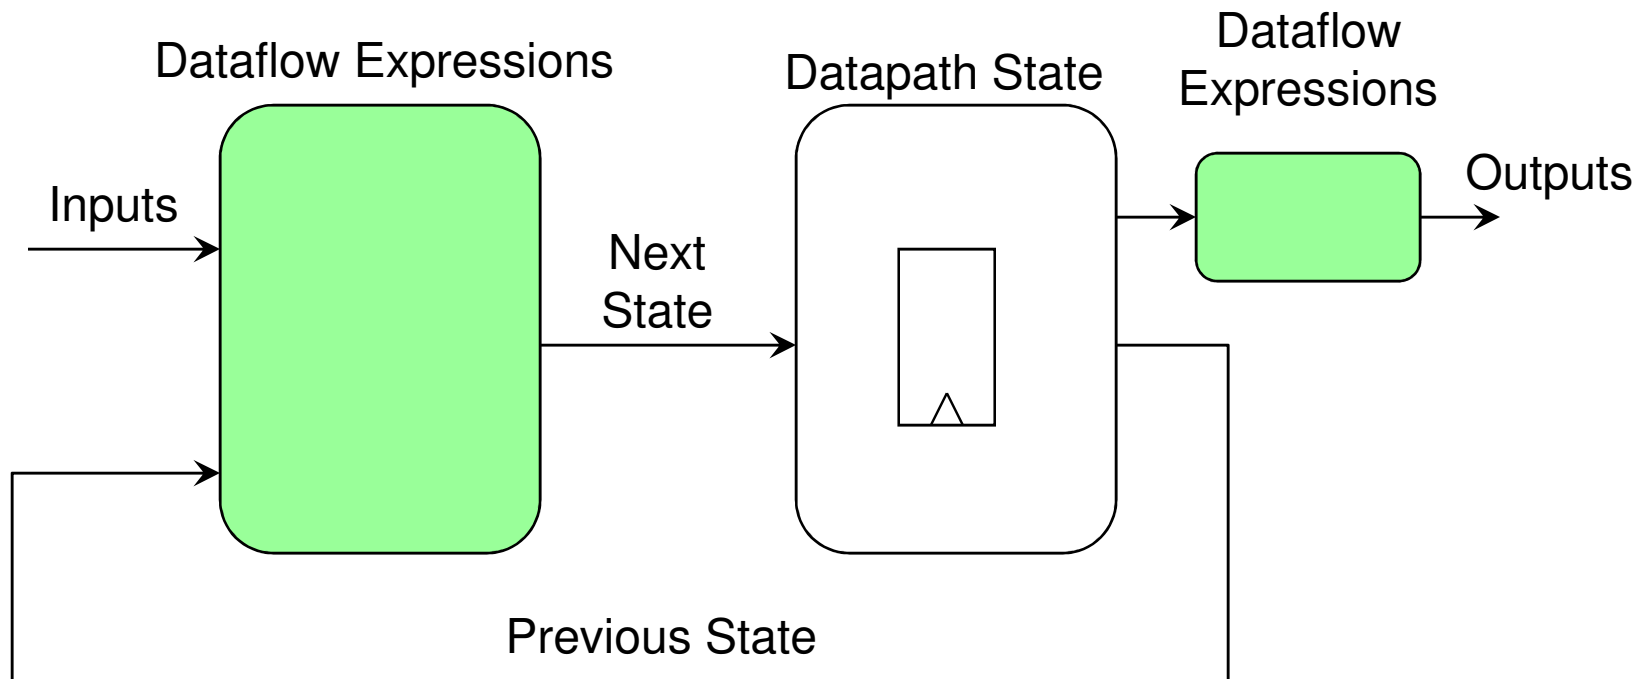 Dataflow Expressions
Datapath State
Dataflow
Expressions
Inputs
Outputs
Next
State
Previous State